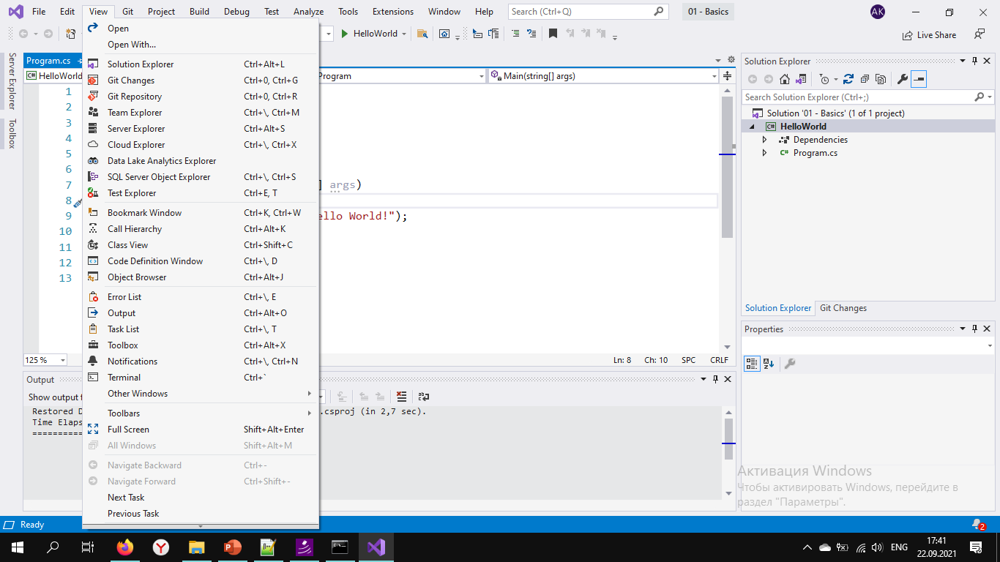 File Edit View Git Project Build Debug Test Analyze Tools Extensions Window Help Search (Ctrl+Q) 01 - Basics AK
HelloWorld Live Share
Server Explorer
Toolbox
Program.cs
HelloWorld Program Main(string[] args)
1
2
3
4
5
6
7 ] args)
8
9 ello World!");
10
11
12
13
125 % Ln: 8 Ch: 10 SPC CRLF
Open
Open With...
Solution Explorer Ctrl+Alt+L
Git Changes Ctrl+0, Ctrl+G
Git Repository Ctrl+0, Ctrl+R
Team Explorer Ctrl+\, Ctrl+M
Server Explorer Ctrl+Alt+S
Cloud Explorer Ctrl+\, Ctrl+X
Data Lake Analytics Explorer
SQL Server Object Explorer Ctrl+\, Ctrl+S
Test Explorer Ctrl+E, T
Bookmark Window Ctrl+K, Ctrl+W
Call Hierarchy Ctrl+Alt+K
Class View Ctrl+Shift+C
Code Definition Window Ctrl+\, D
Object Browser Ctrl+Alt+J
Error List Ctrl+\, E
Output Ctrl+Alt+O
Task List Ctrl+\, T
Toolbox Ctrl+Alt+X
Notifications Ctrl+\, Ctrl+N
Terminal Ctrl+`
Other Windows
Toolbars
Full Screen Shift+Alt+Enter
All Windows Shift+Alt+M
Navigate Backward Ctrl+-
Navigate Forward Ctrl+Shift+-
Next Task
Previous Task
Output
Show output f
Restored D .csproj (in 2,7 sec).
Time Elaps
==========
Solution Explorer
Search Solution Explorer (Ctrl+;)
Solution '01 - Basics' (1 of 1 project)
C# HelloWorld
Dependencies
C# Program.cs
Solution Explorer Git Changes
Properties
Активация Windows
Чтобы активировать Windows, перейдите в
раздел "Параметры".
Ready 2
ENG 17:41
22.09.2021